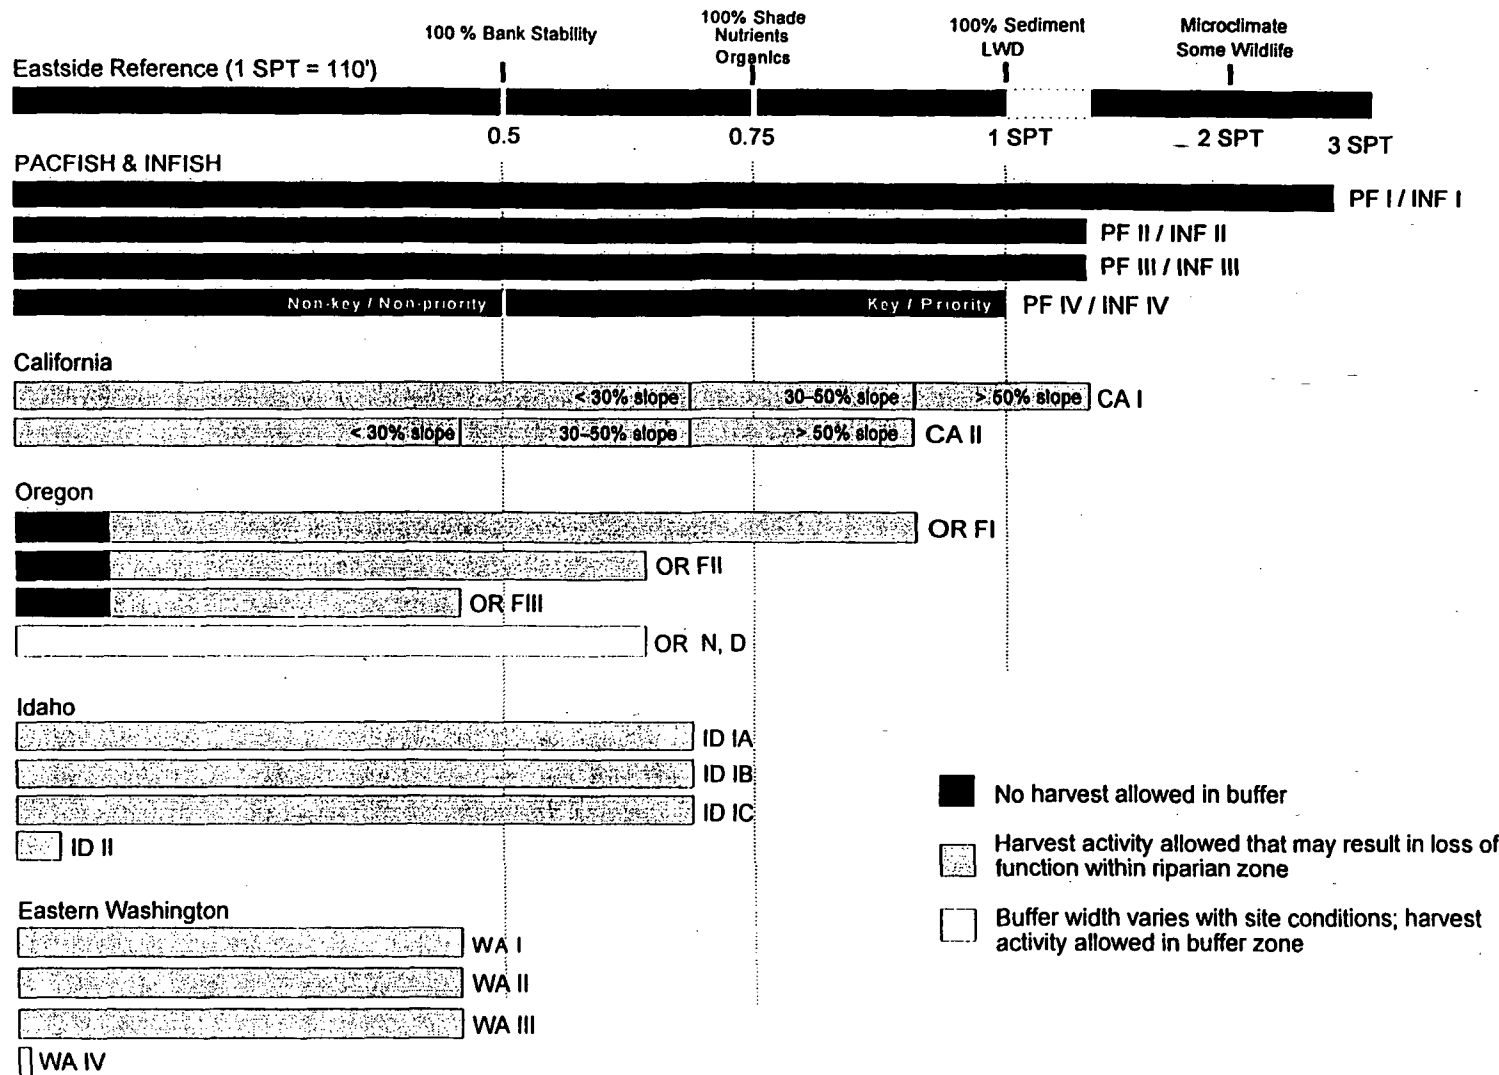 100 % Bank Stability
100% Shade
Nutrients
Organics
100% Sediment
LWD
Microclimate
Some Wildlife
Eastside Reference (1 SPT = 110')
0.5
0.75
1 SPT
2 SPT
3 SPT
PACFISH & INFISH
PF I / INF I
PF II / INF II
PF III / INF III
Non-key / Non-priority
Key / Priority
PF IV / INF IV
California
< 30% slope
30–50% slope
> 50% slope
CA I
< 30% slope
30–50% slope
> 50% slope
CA II
Oregon
OR FI
OR FII
OR FIII
OR N, D
Idaho
ID IA
ID IB
ID IC
ID II
No harvest allowed in buffer
Harvest activity allowed that may result in loss of
function within riparian zone
Buffer width varies with site conditions; harvest
activity allowed in buffer zone
Eastern Washington
WA I
WA II
WA III
WA IV